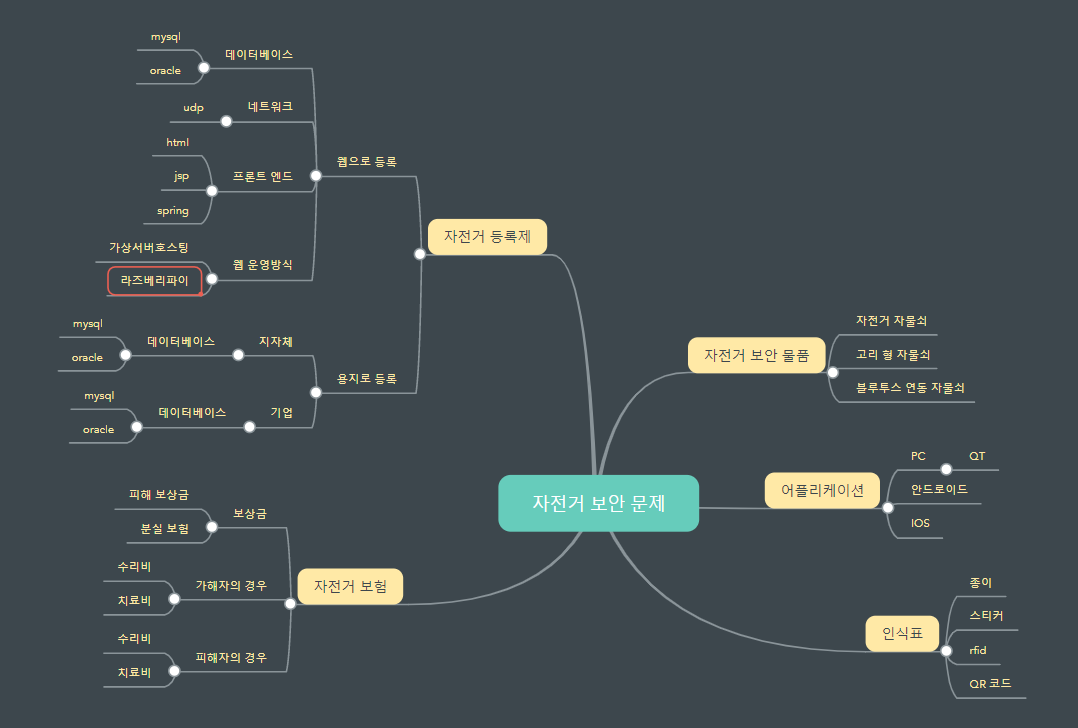 자전거 보안 문제
자전거 등록제
웹으로 등록
데이터베이스
mysql
oracle
네트워크
udp
프론트 엔드
html
jsp
spring
웹 운영방식
가상서버호스팅
라즈베리파이
용지로 등록
지자체
데이터베이스
mysql
oracle
기업
데이터베이스
mysql
oracle
자전거 보험
보상금
피해 보상금
분실 보험
가해자의 경우
수리비
치료비
피해자의 경우
수리비
치료비
자전거 보안 물품
자전거 자물쇠
고리 형 자물쇠
블루투스 연동 자물쇠
어플리케이션
PC
QT
안드로이드
IOS
인식표
종이
스티커
rfid
QR 코드